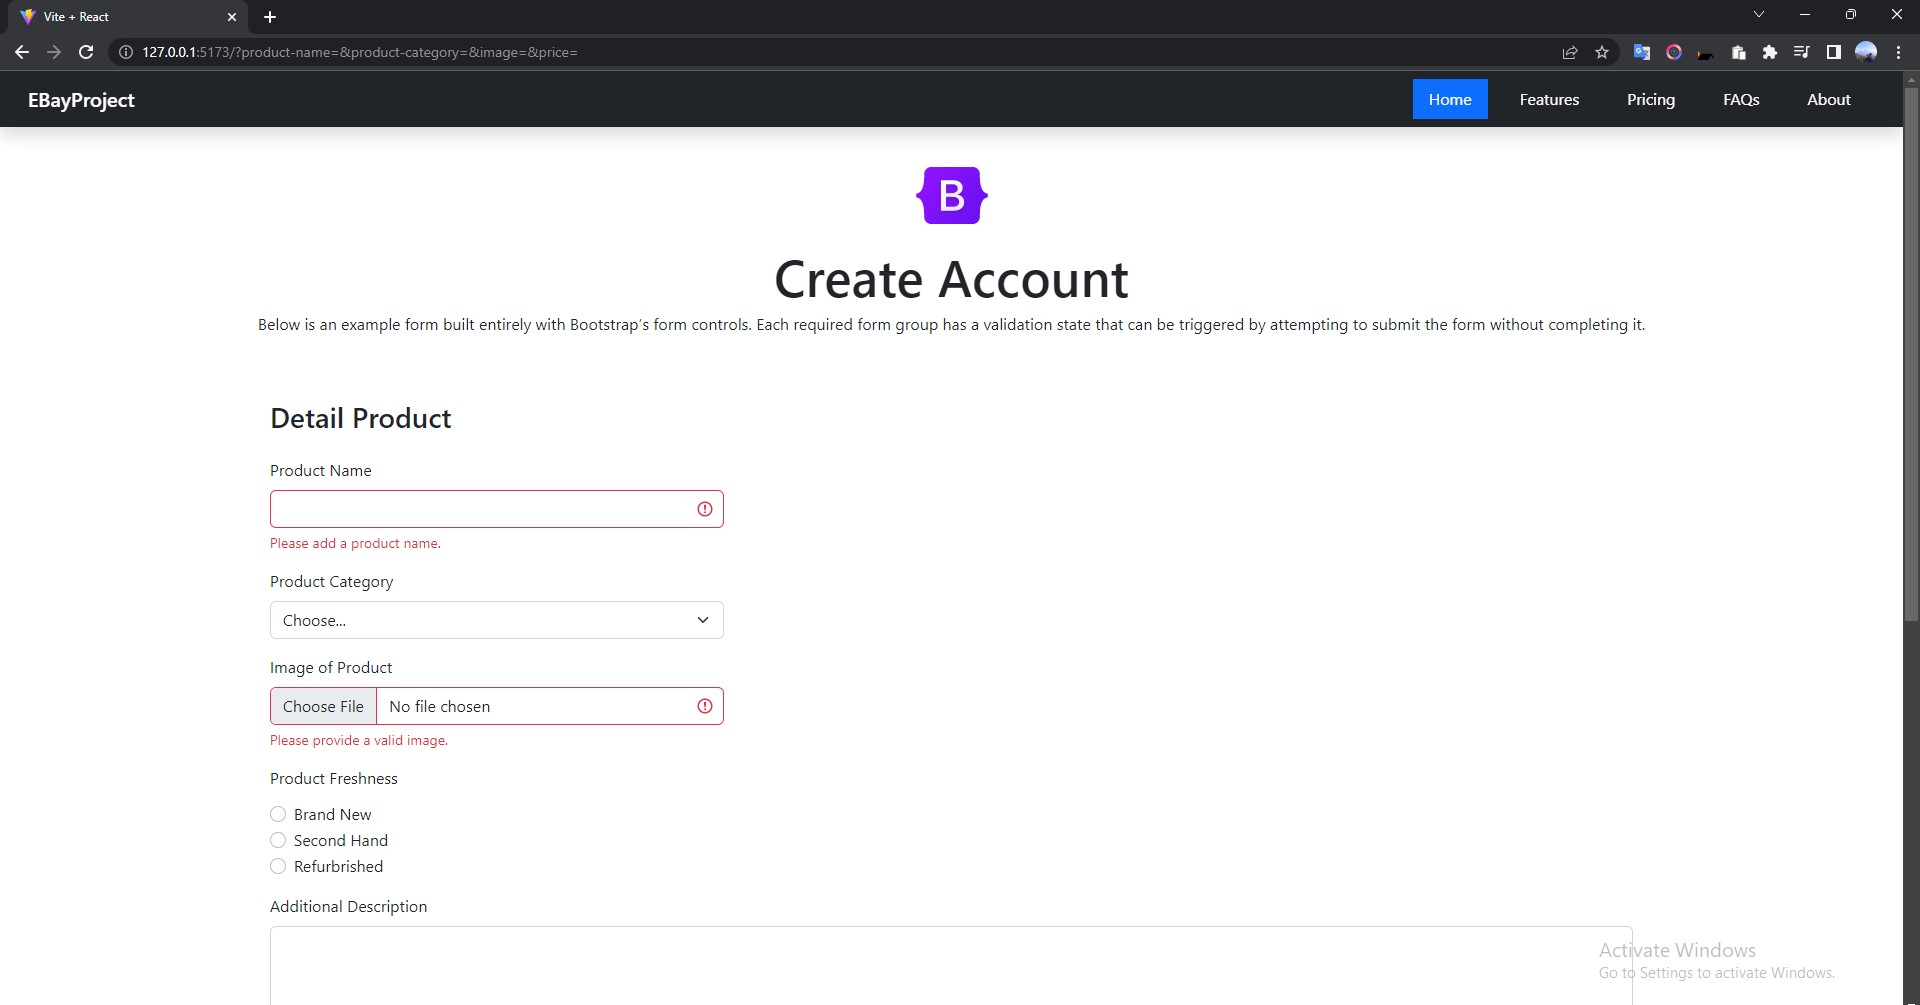 Vite + React
127.0.0.1:5173/?product-name=&product-category=&image=&price=
EBayProject
Home Features Pricing FAQs About
B
Create Account
Below is an example form built entirely with Bootstrap's form controls. Each required form group has a validation state that can be triggered by attempting to submit the form without completing it.
Detail Product
Product Name
Please add a product name.
Product Category
Choose...
Image of Product
Choose File No file chosen
Please provide a valid image.
Product Freshness
Brand New
Second Hand
Refurbrished
Additional Description
Activate Windows
Go to Settings to activate Windows.